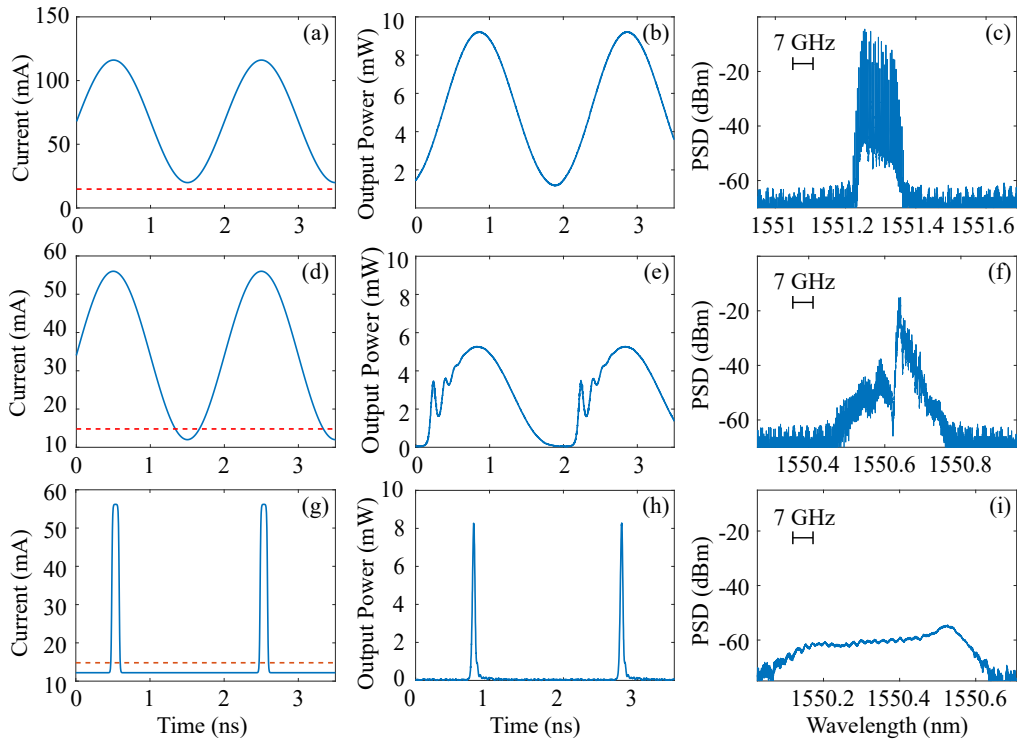 (a)
Current (mA)
150
100
50
0
0 1 2 3
(b)
Output Power (mW)
10
8
6
4
2
0 1 2 3
(c)
7 GHz
PSD (dBm)
-20
-40
-60
1551 1551.2 1551.4 1551.6
(d)
Current (mA)
60
50
40
30
20
10
0 1 2 3
(e)
Output Power (mW)
10
8
6
4
2
0
0 1 2 3
(f)
7 GHz
PSD (dBm)
-20
-40
-60
1550.4 1550.6 1550.8
(g)
Current (mA)
60
50
40
30
20
10
0 1 2 3
Time (ns)
(h)
Output Power (mW)
10
8
6
4
2
0
0 1 2 3
Time (ns)
(i)
7 GHz
PSD (dBm)
-20
-40
-60
1550.2 1550.4 1550.6
Wavelength (nm)